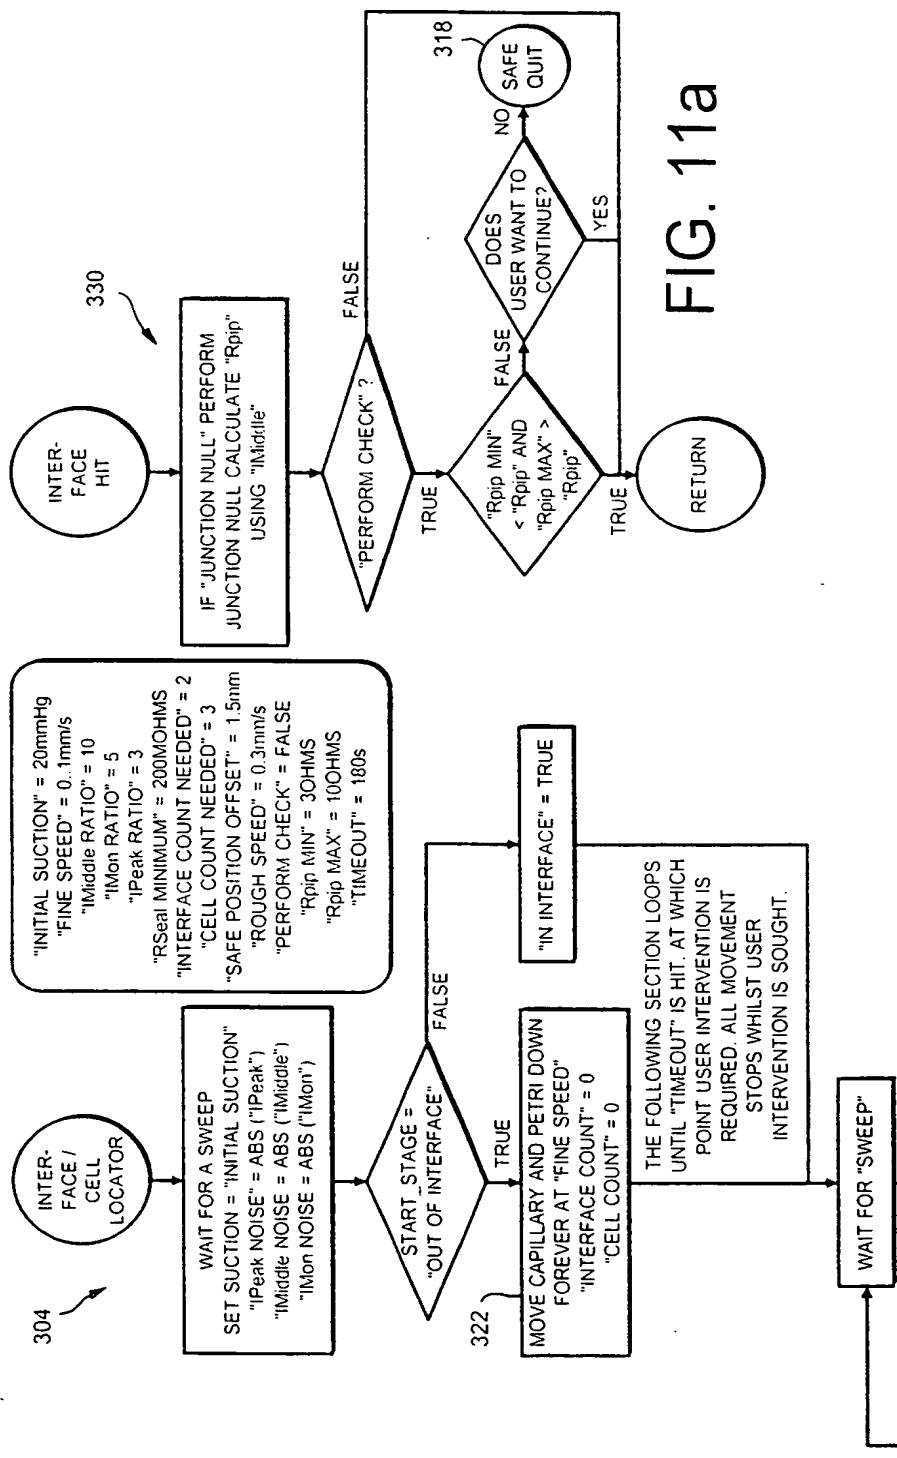 304
INTER-
FACE /
CELL
LOCATOR
WAIT FOR A SWEEP
SET SUCTION = "INITIAL SUCTION"
"IPeak NOISE" = ABS ("IPeak")
"IMiddle NOISE = ABS ("IMiddle")
"IMon NOISE = ABS ("IMon")
START_STAGE =
"OUT OF INTERFACE"
FALSE
TRUE
322
MOVE CAPILLARY AND PETRI DOWN
FOREVER AT "FINE SPEED"
"INTERFACE COUNT" = 0
"CELL COUNT" = 0
"IN INTERFACE" = TRUE
THE FOLLOWING SECTION LOOPS
UNTIL "TIMEOUT" IS HIT. AT WHICH
POINT USER INTERVENTION IS
REQUIRED. ALL MOVEMENT
STOPS WHILST USER
INTERVENTION IS SOUGHT.
WAIT FOR "SWEEP"
"INITIAL SUCTION" = 20mmHg
"FINE SPEED" = 0..1mm/s
"IMiddle RATIO" = 10
"IMon RATIO" = 5
"IPeak RATIO" = 3
"RSeal MINIMUM" = 200MOHMS
"INTERFACE COUNT NEEDED" = 2
"CELL COUNT NEEDED" = 3
"SAFE POSITION OFFSET" = 1.5mm
"ROUGH SPEED" = 0.3mm/s
"PERFORM CHECK" = FALSE
"Rpip MIN" = 3OHMS
"Rpip MAX" = 10OHMS
"TIMEOUT" = 180s
INTER-
FACE
HIT
330
IF "JUNCTION NULL" PERFORM
JUNCTION NULL CALCULATE "Rpip"
USING "IMiddle"
"PERFORM CHECK" ?
FALSE
TRUE
"Rpip MIN"
< "Rpip" AND
"Rpip MAX" >
"Rpip"
FALSE
TRUE
DOES
USER WANT TO
CONTINUE?
NO
YES
318
SAFE
QUIT
RETURN
FIG. 11a